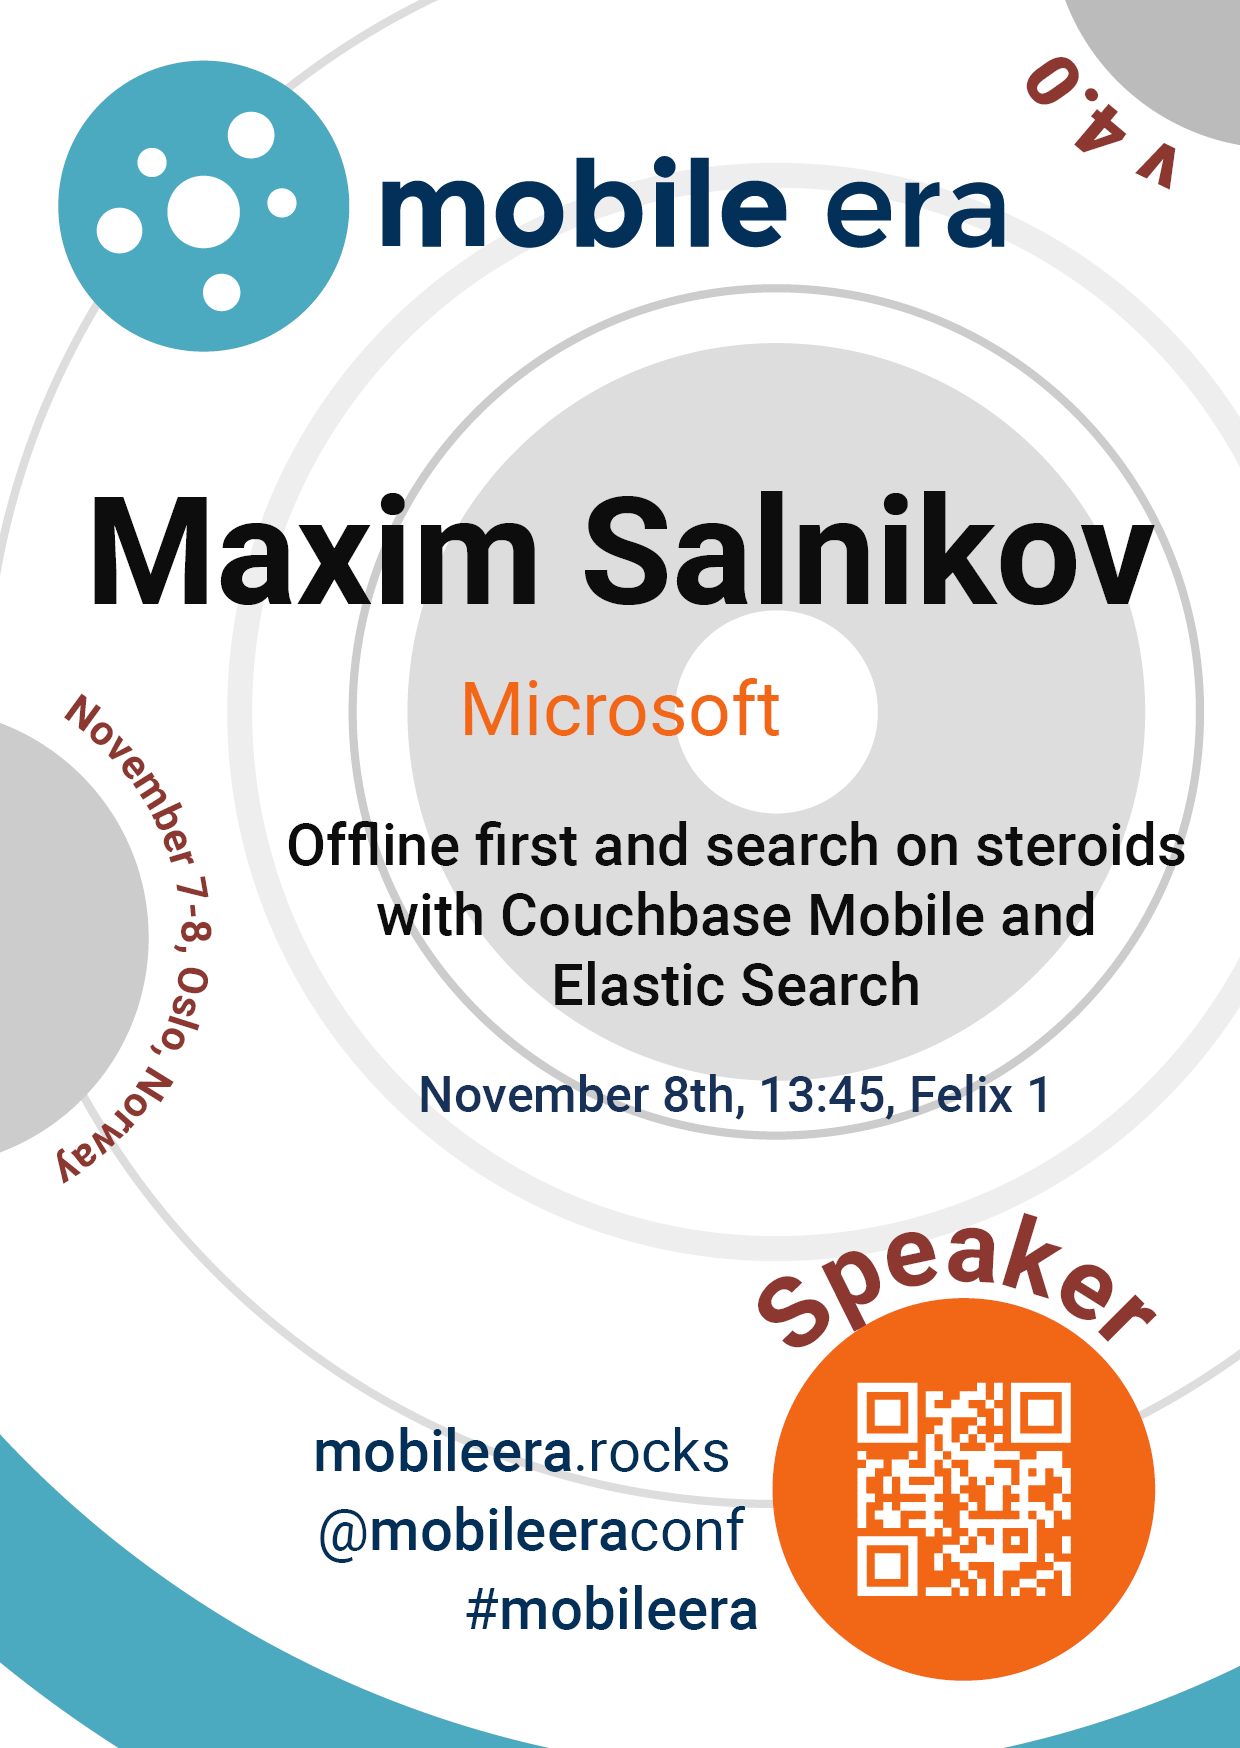 mobile era
v 4.0
Maxim Salnikov
Microsoft
November 7-8, Oslo, Norway
Offline first and search on steroids
with Couchbase Mobile and
Elastic Search
November 8th, 13:45, Felix 1
Speaker
mobileera.rocks
@mobileeraconf
#mobileera